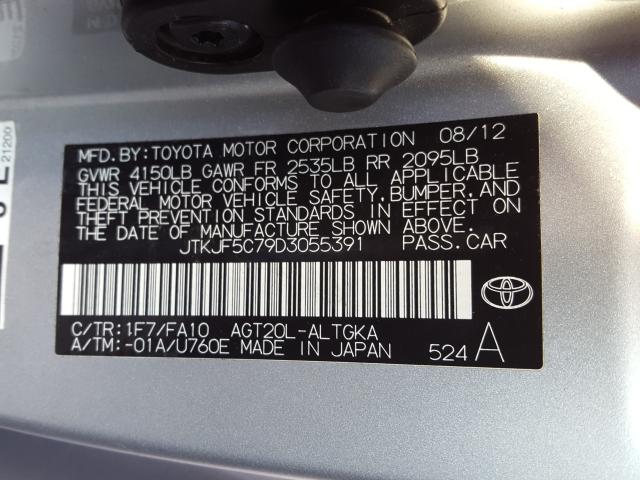 MFD.BY:TOYOTA MOTOR CORPORATION 08/12
GVWR 4150LB GAWR FR 2535LB RR 2095LB
THIS VEHICLE CONFORMS TO ALL APPLICABLE
FEDERAL MOTOR VEHICLE SAFETY,BUMPER,AND
THEFT PREVENTION STANDARDS IN EFFECT ON
THE DATE OF MANUFACTURE SHOWN ABOVE.
JTKJF5C79D3055391 PASS.CAR
C/TR:1F7/FA10 AGT20L-ALTGKA
A/TM:-01A/U760E MADE IN JAPAN 524 A
21200